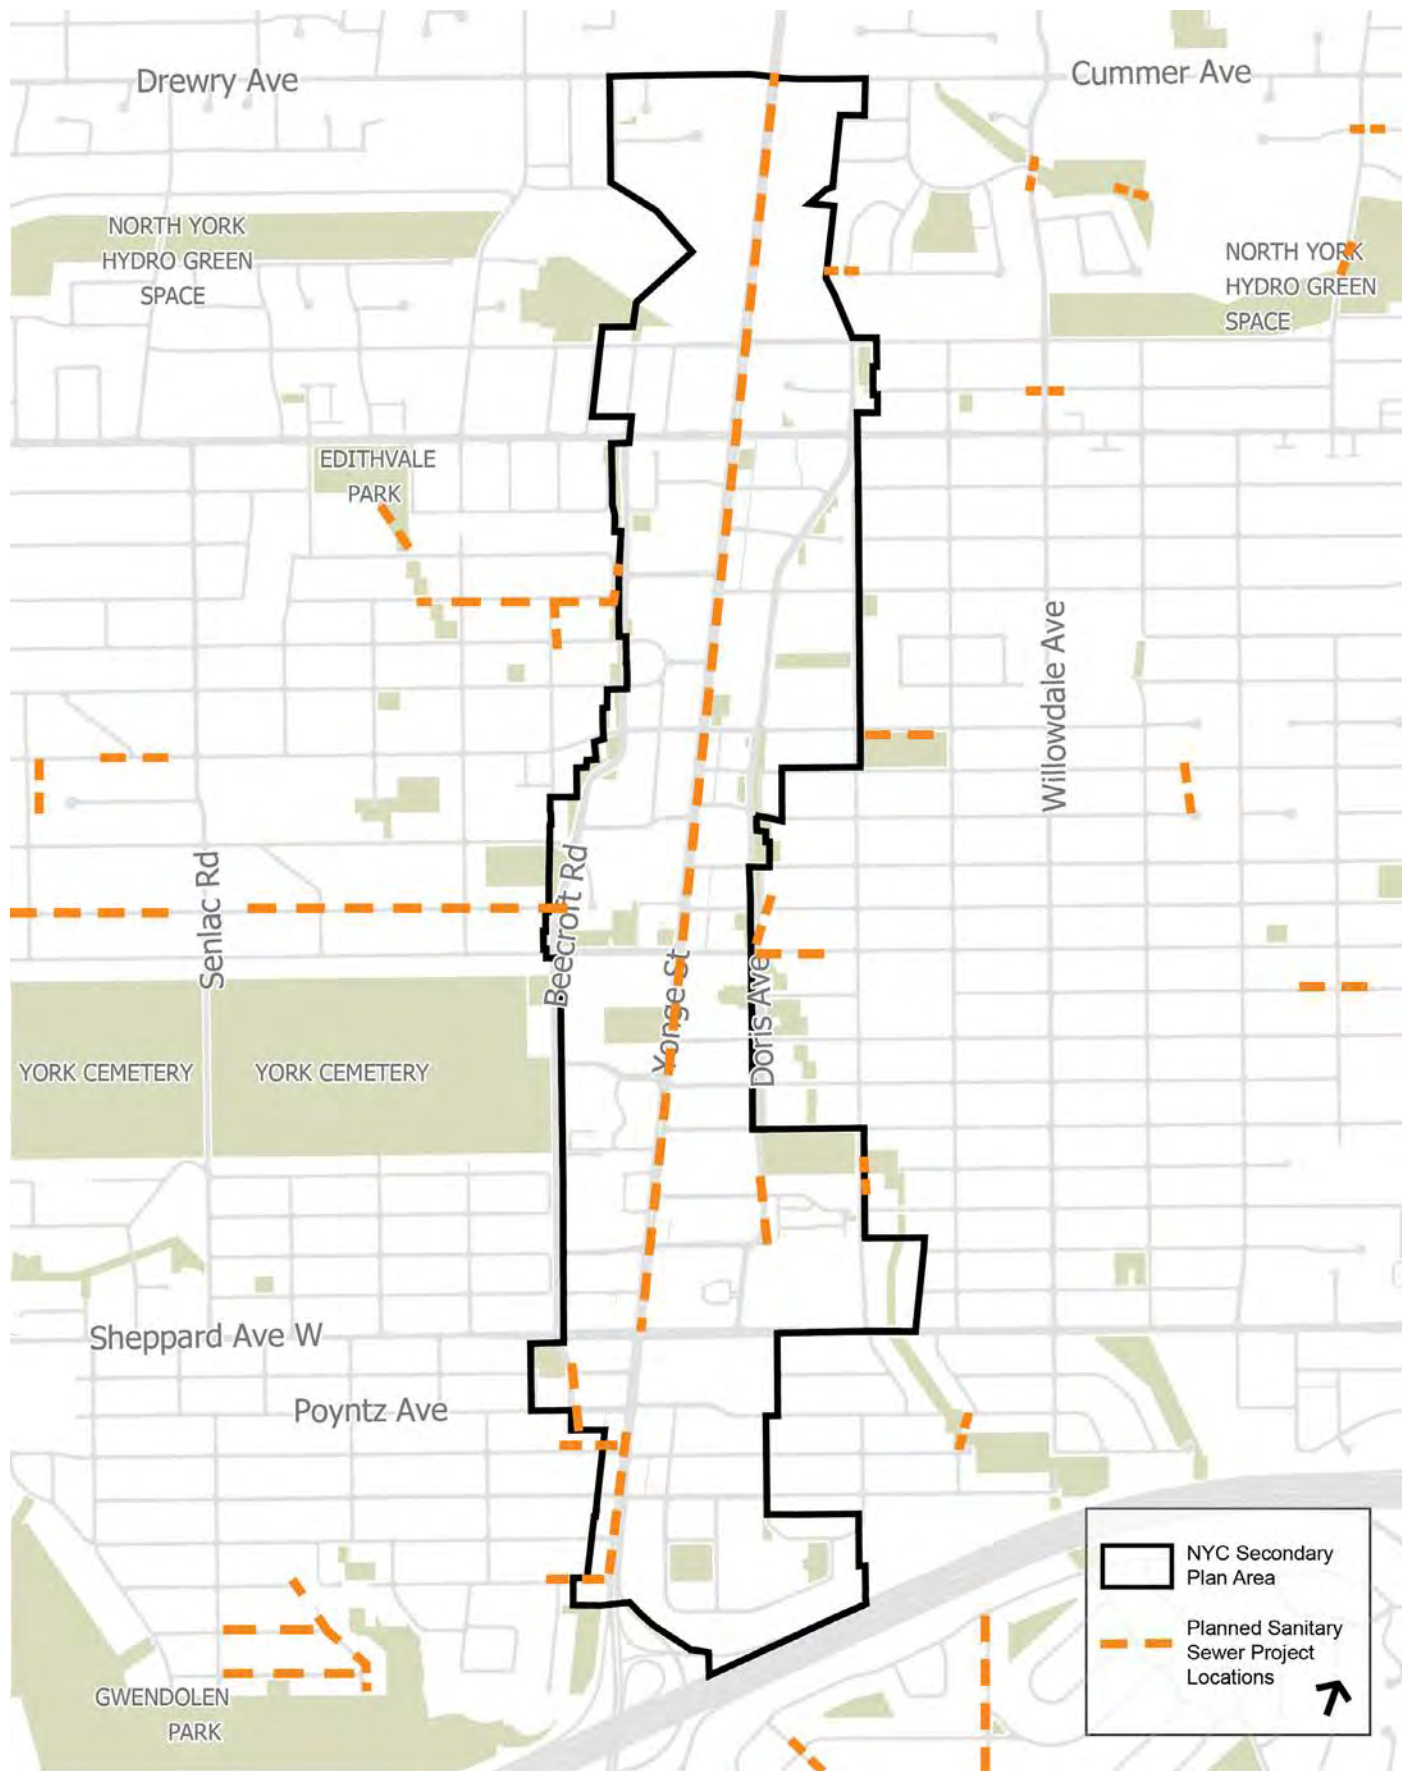 Drewry Ave
Cummer Ave
NORTH YORK
HYDRO GREEN
SPACE
NORTH YORK
HYDRO GREEN
SPACE
EDITHVALE
PARK
Willowdale Ave
Senlac Rd
Beecroft Rd
Yonge St
Doris Ave
YORK CEMETERY
YORK CEMETERY
Sheppard Ave W
Poyntz Ave
GWENDOLEN
PARK
NYC Secondary
Plan Area
Planned Sanitary
Sewer Project
Locations